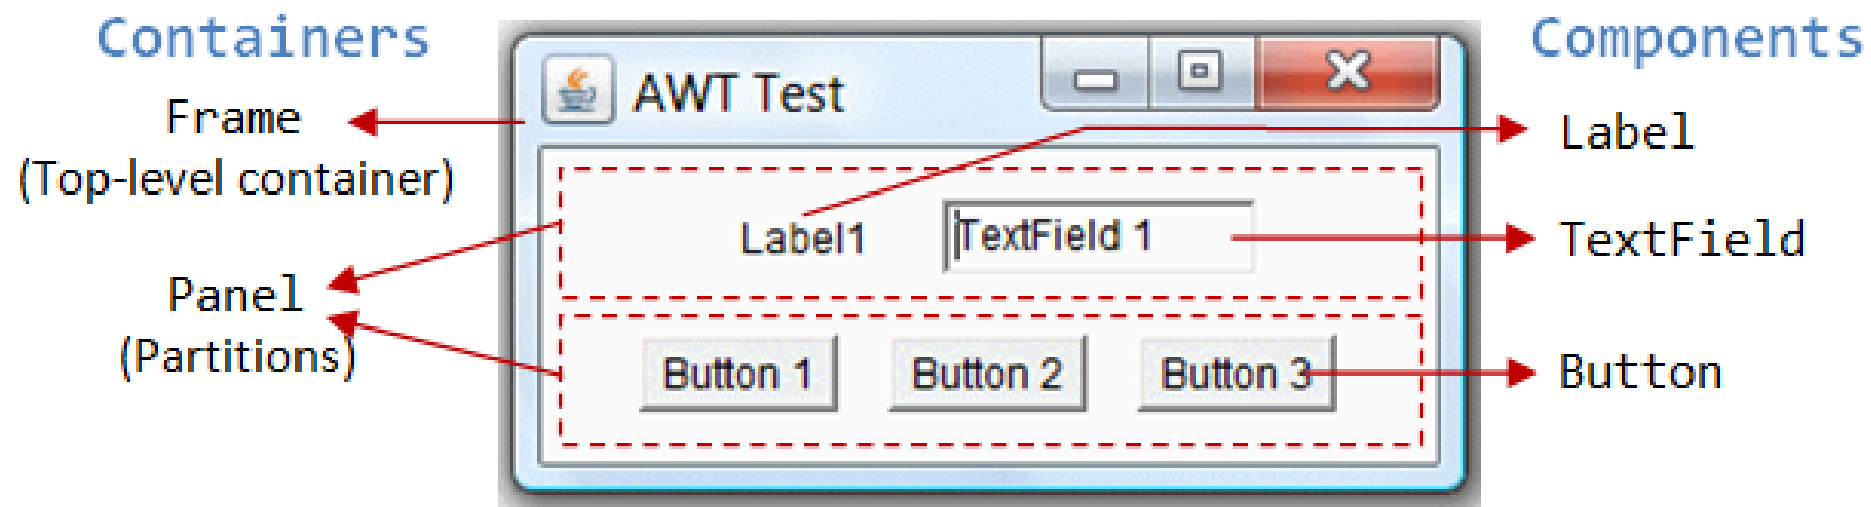 Containers
Components
AWT Test
Frame
(Top-level container)
Label
Label1
TextField 1
TextField
Panel
(Partitions)
Button 1
Button 2
Button 3
Button